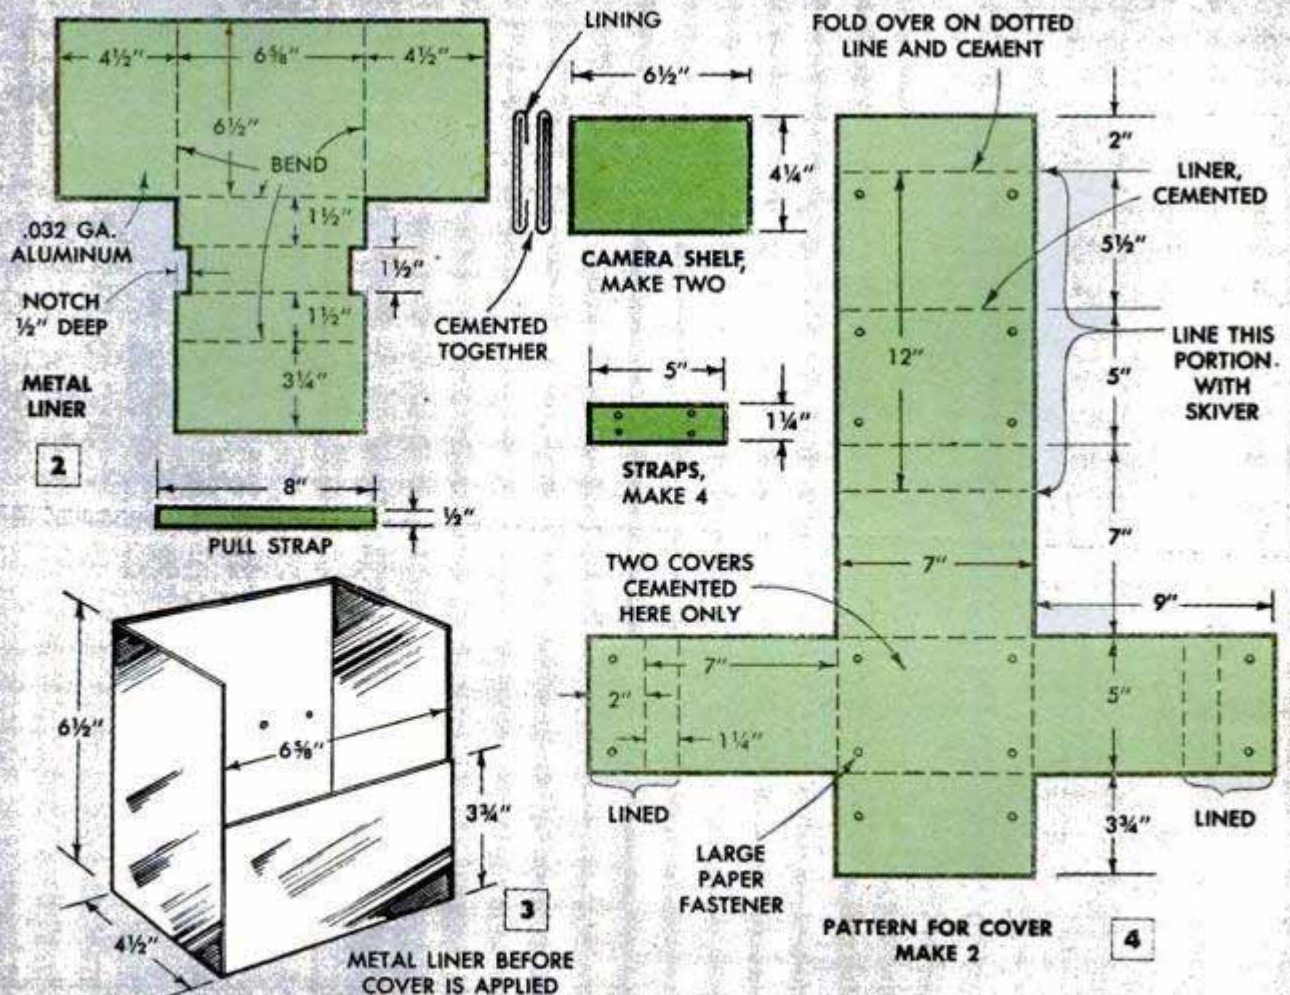 4½"
6⅝"
4½"
6½"
BEND
1½"
1½"
1½"
3¼"
.032 GA.
ALUMINUM
NOTCH
½" DEEP
METAL
LINER
2
8"
½"
PULL STRAP
LINING
CEMENTED
TOGETHER
6½"
4¼"
CAMERA SHELF,
MAKE TWO
5"
1¼"
STRAPS,
MAKE 4
6½"
6⅝"
3¾"
4½"
3
METAL LINER BEFORE
COVER IS APPLIED
FOLD OVER ON DOTTED
LINE AND CEMENT
2"
LINER,
CEMENTED
5½"
12"
LINE THIS
PORTION
WITH
SKIVER
5"
7"
7"
TWO COVERS
CEMENTED
HERE ONLY
9"
7"
2"
1¼"
5"
LINED
LINED
3¾"
LARGE
PAPER
FASTENER
PATTERN FOR COVER
MAKE 2
4